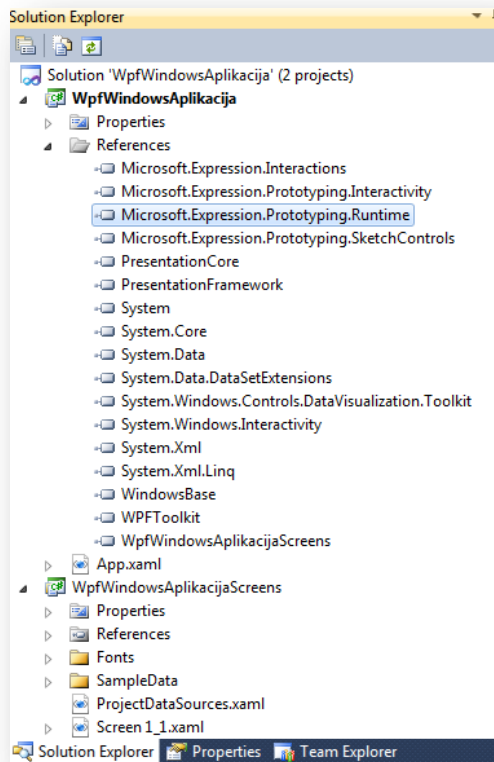 Solution Explorer
Solution 'WpfWindowsAplikacija' (2 projects)
WpfWindowsAplikacija
Properties
References
Microsoft.Expression.Interactions
Microsoft.Expression.Prototyping.Interactivity
Microsoft.Expression.Prototyping.Runtime
Microsoft.Expression.Prototyping.SketchControls
PresentationCore
PresentationFramework
System
System.Core
System.Data
System.Data.DataSetExtensions
System.Windows.Controls.DataVisualization.Toolkit
System.Windows.Interactivity
System.Xml
System.Xml.Linq
WindowsBase
WPFToolkit
WpfWindowsAplikacijaScreens
App.xaml
WpfWindowsAplikacijaScreens
Properties
References
Fonts
SampleData
ProjectDataSources.xaml
Screen 1_1.xaml
Solution Explorer Properties Team Explorer